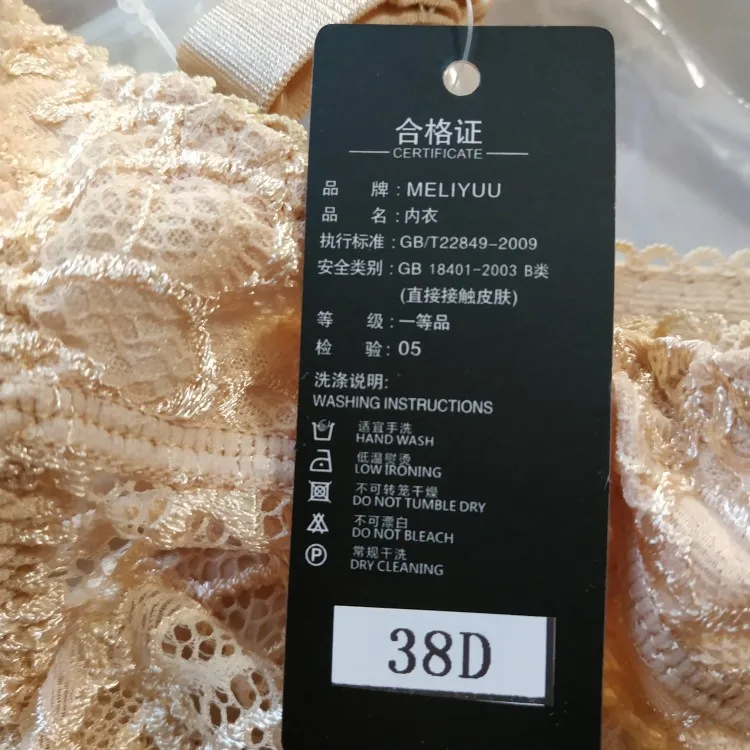 合格证
CERTIFICATE
品 牌：MELIYUU
品 名：内衣
执行标准：GB/T22849-2009
安全类别：GB 18401-2003 B类
(直接接触皮肤)
等 级：一等品
检 验：05
洗涤说明:
WASHING INSTRUCTIONS
适宜手洗
HAND WASH
低温熨烫
LOW IRONING
不可转笼干燥
DO NOT TUMBLE DRY
不可漂白
DO NOT BLEACH
P
常规干洗
DRY CLEANING
38D